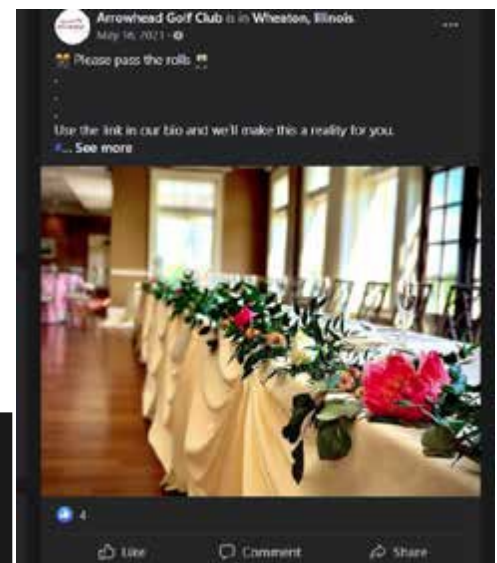 Arrowhead Golf Club is in Wheaton, Illinois.
May 16, 2021 ·
Please pass the rolls
.
.
.
Use the link in our bio and we'll make this a reality for you.
#... See more
4
Like Comment Share